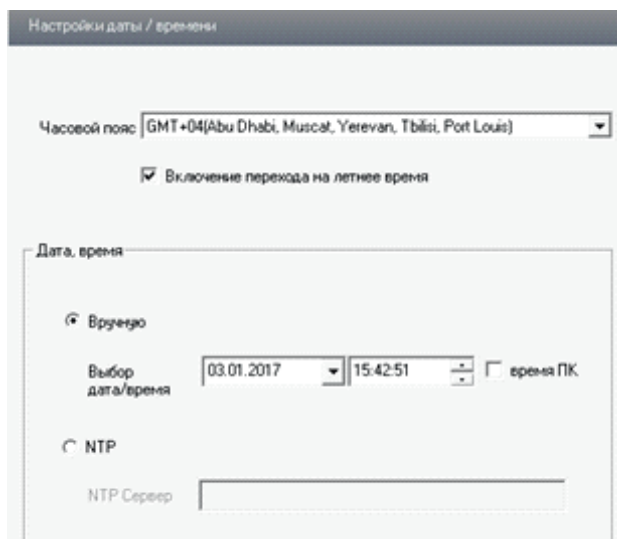 Настройки даты / времени
Часовой пояс GMT+04(Abu Dhabi, Muscat, Yerevan, Tbilisi, Port Louis)
Включение перехода на летнее время
Дата, время
Вручную
Выбор дата/время 03.01.2017 15:42:51 время ПК
NTP
NTP Сервер